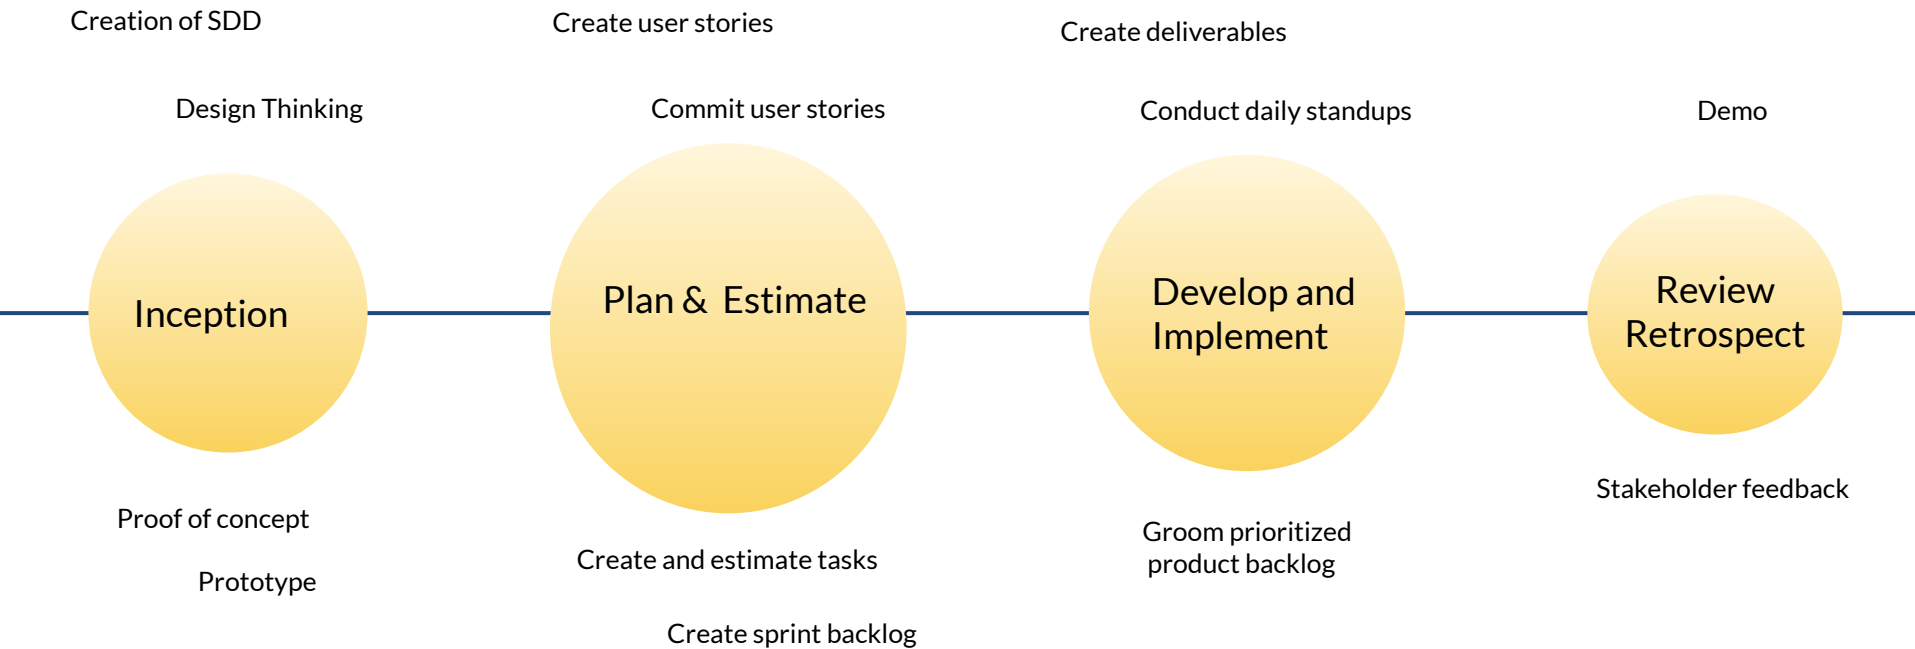 Creation of SDD
Design Thinking
Inception
Proof of concept
Prototype
Create user stories
Commit user stories
Plan & Estimate
Create and estimate tasks
Create sprint backlog
Create deliverables
Conduct daily standups
Develop and
Implement
Groom prioritized
product backlog
Demo
Review
Retrospect
Stakeholder feedback